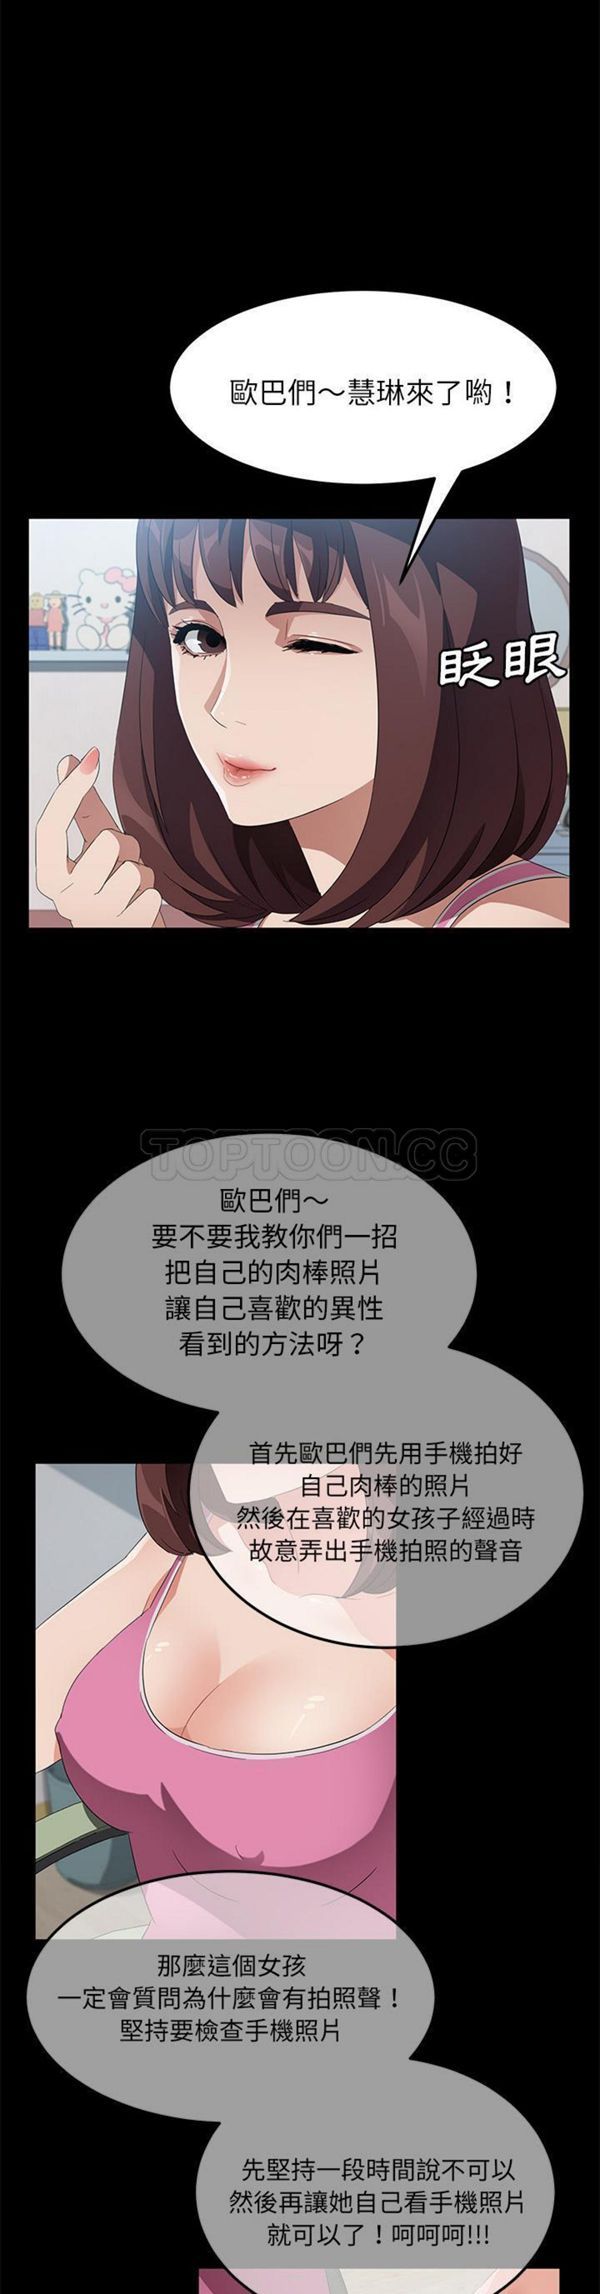 歐巴們～慧琳來了喲！
眨眼
TOPTOON.CC
歐巴們～
要不要我教你們一招
把自己的肉棒照片
讓自己喜歡的異性
看到的方法呀？
首先歐巴們先用手機拍好
自己肉棒的照片
然後在喜歡的女孩子經過時
故意弄出手機拍照的聲音
那麼這個女孩
一定會質問為什麼會有拍照聲！
堅持要檢查手機照片
先堅持一段時間說不可以
然後再讓她自己看手機照片
就可以了！呵呵呵!!!